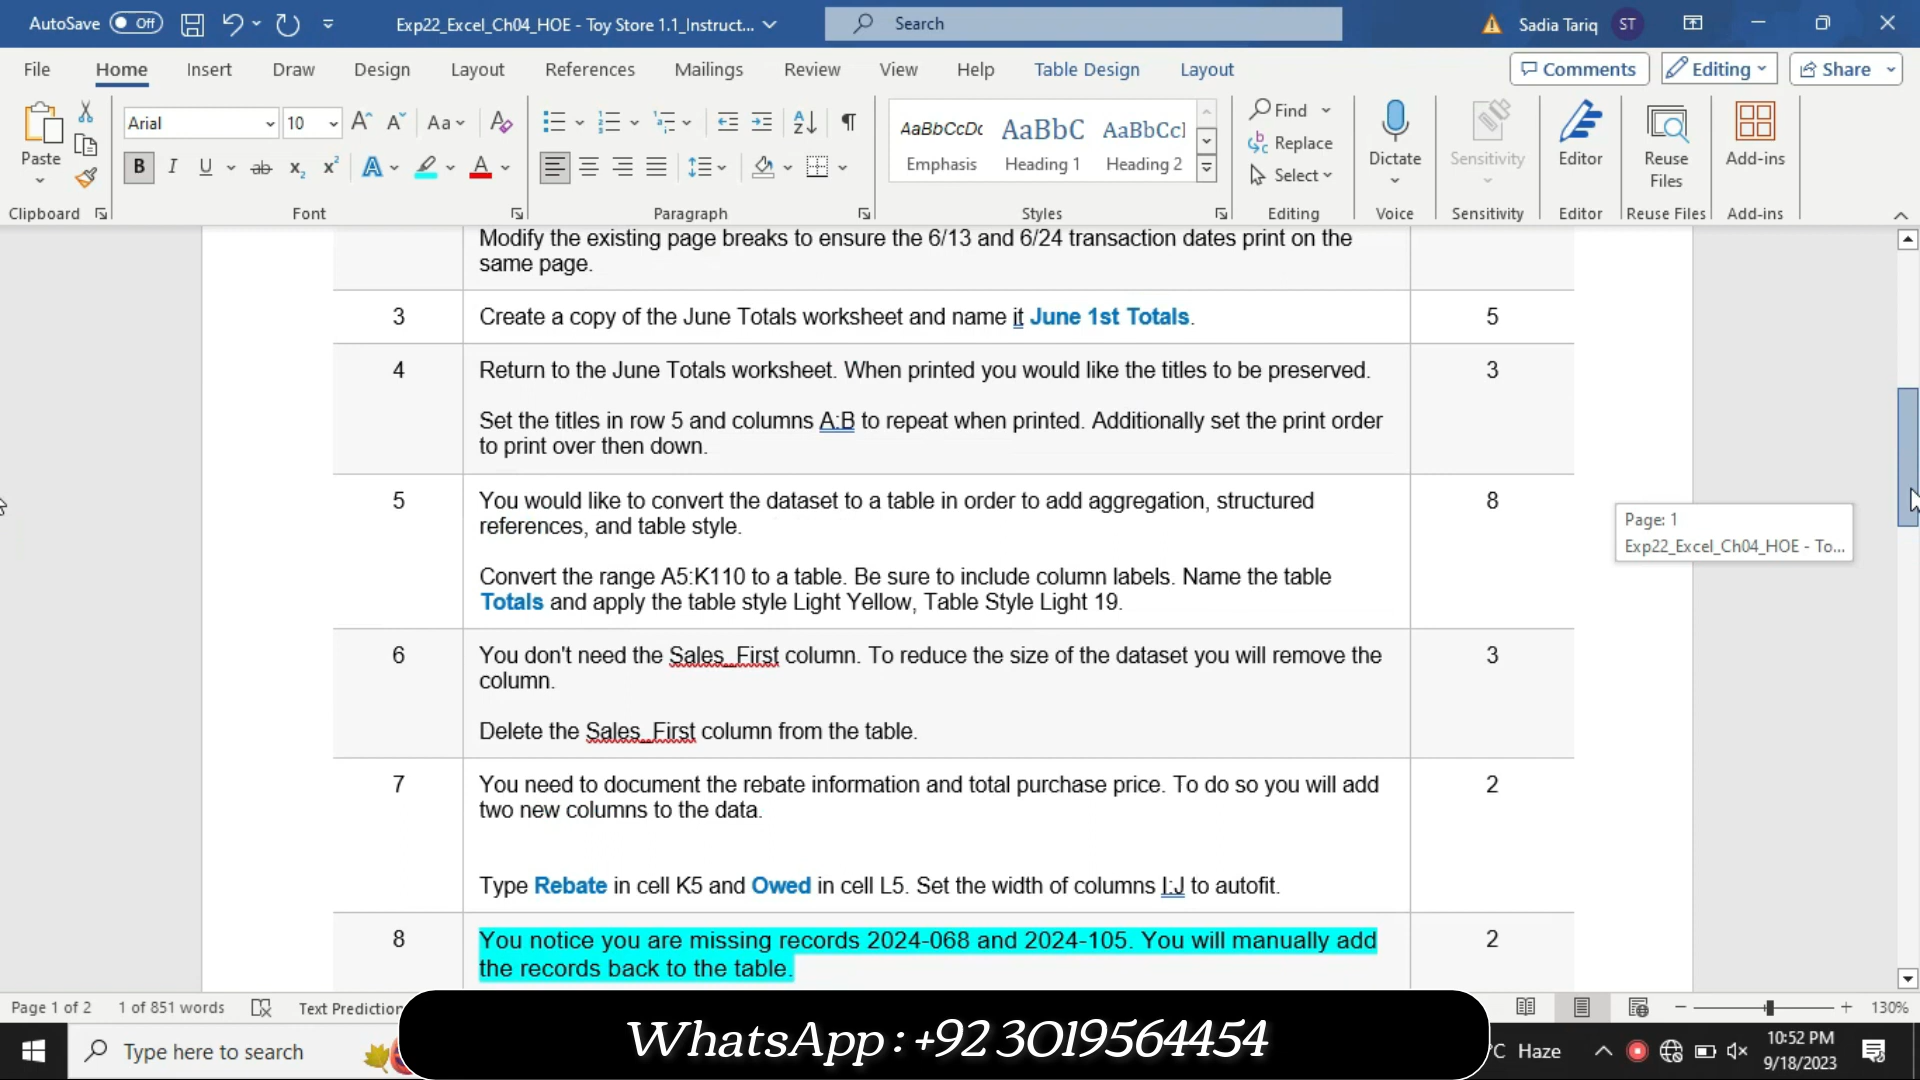 AutoSave Off
Exp22_Excel_Ch04_HOE - Toy Store 1.1_Instruct...
Search
Sadia Tariq ST
File Home Insert Draw Design Layout References Mailings Review View Help Table Design Layout
Comments Editing Share
Paste
Arial 10
Aa
B I U ab x₂ x² A A
AaBbCcDc AaBbC AaBbCcl
Emphasis Heading 1 Heading 2
Find
Replace
Select
Dictate
Sensitivity
Editor
Reuse
Files
Add-ins
Clipboard Font Paragraph Styles Editing Voice Sensitivity Editor Reuse Files Add-ins
Modify the existing page breaks to ensure the 6/13 and 6/24 transaction dates print on the
same page.
3 Create a copy of the June Totals worksheet and name it June 1st Totals. 5
4 Return to the June Totals worksheet. When printed you would like the titles to be preserved. 3
Set the titles in row 5 and columns A:B to repeat when printed. Additionally set the print order
to print over then down.
5 You would like to convert the dataset to a table in order to add aggregation, structured 8
references, and table style.
Convert the range A5:K110 to a table. Be sure to include column labels. Name the table
Totals and apply the table style Light Yellow, Table Style Light 19.
Page: 1
Exp22_Excel_Ch04_HOE - To...
6 You don't need the Sales_First column. To reduce the size of the dataset you will remove the 3
column.
Delete the Sales_First column from the table.
7 You need to document the rebate information and total purchase price. To do so you will add 2
two new columns to the data.
Type Rebate in cell K5 and Owed in cell L5. Set the width of columns I:J to autofit.
8 You notice you are missing records 2024-068 and 2024-105. You will manually add 2
the records back to the table.
Page 1 of 2 1 of 851 words Text Prediction 130%
WhatsApp : +92 3019564454
Type here to search
°C Haze
10:52 PM
9/18/2023